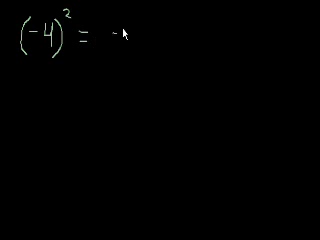 (-4)² = -